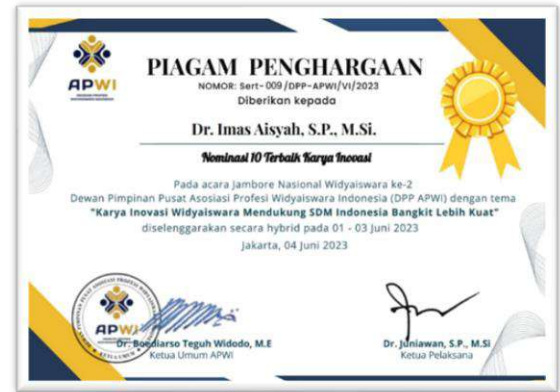 APWI
PIAGAM PENGHARGAAN
NOMOR: Sert- 009 /DPP-APWI/VI/2023
Diberikan kepada
Dr. Imas Aisyah, S.P., M.Si.
Nominasi 10 Terbaik Karya Inovasi
Pada acara Jambore Nasional Widyaiswara ke-2
Dewan Pimpinan Pusat Asosiasi Profesi Widyaiswara Indonesia (DPP APWI) dengan tema
"Karya Inovasi Widyaiswara Mendukung SDM Indonesia Bangkit Lebih Kuat"
diselenggarakan secara hybrid pada 01 - 03 Juni 2023
Jakarta, 04 Juni 2023
APWI
Dr. Boediarso Teguh Widodo, M.E
Ketua Umum APWI
Dr. Juniawan, S.P., M.Si
Ketua Pelaksana